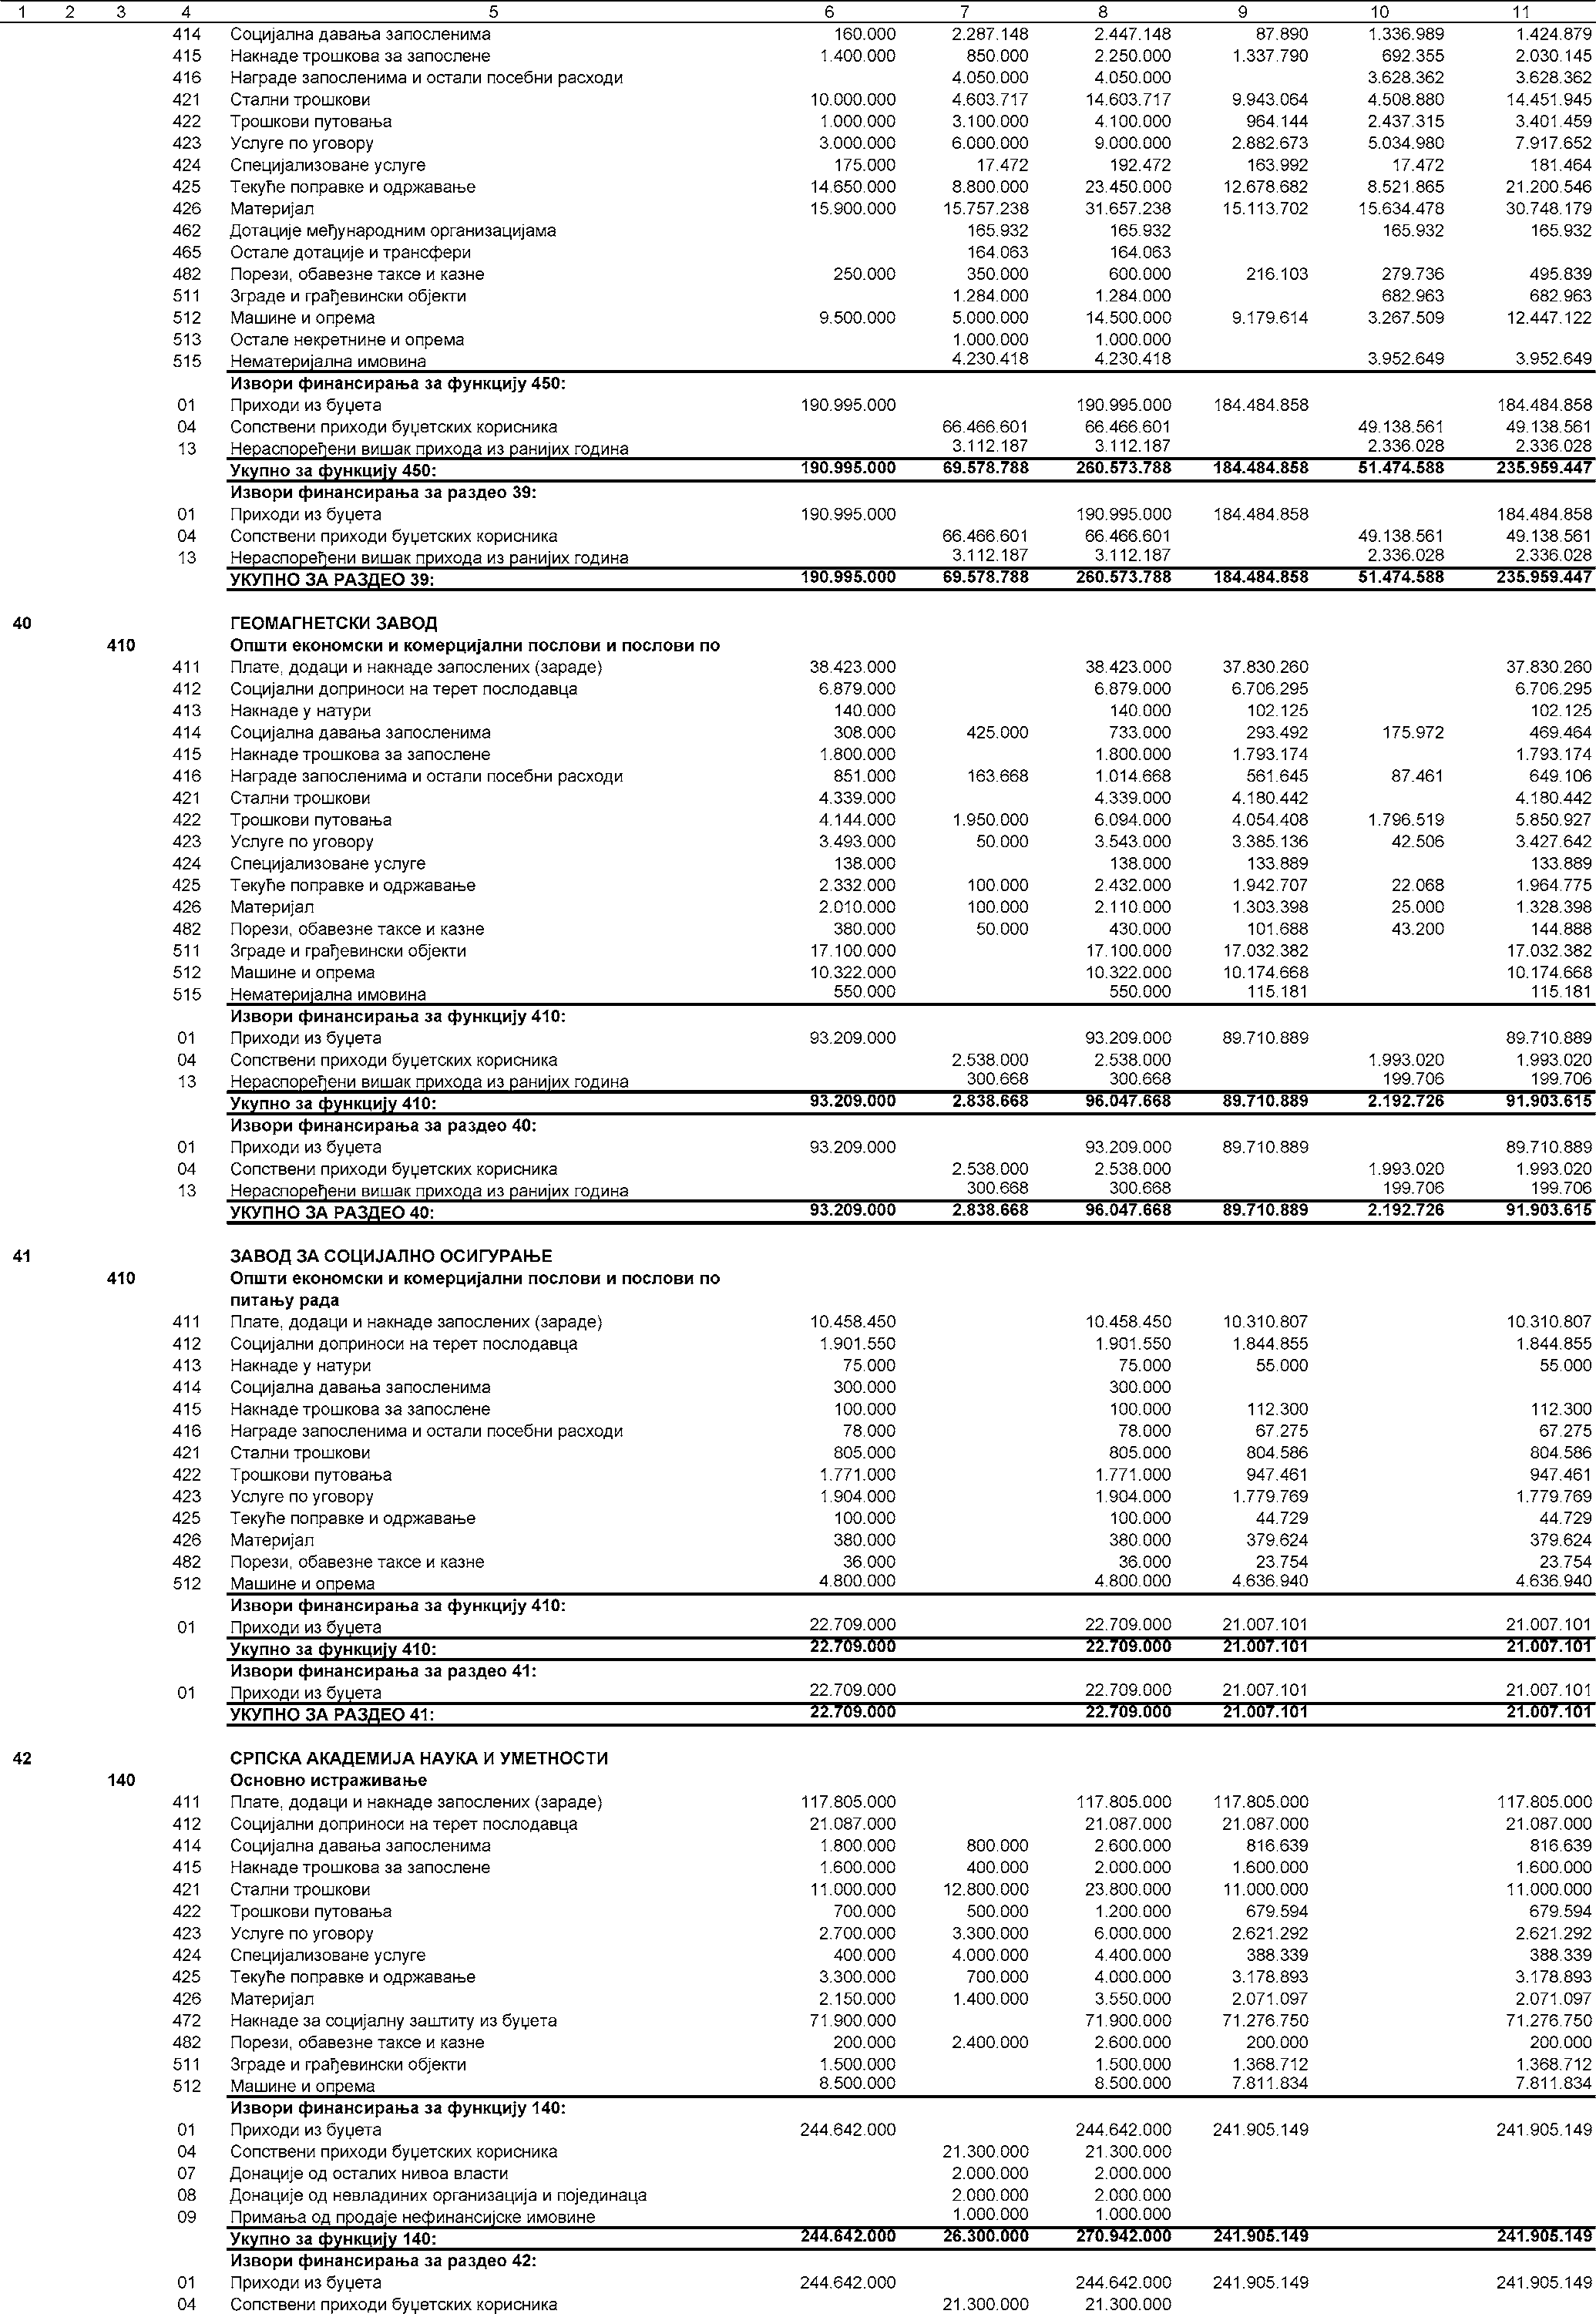 1 2 3 4 5 6 7 8 9 10 11
414 Социјална давања запосленима 160.000 2.287.148 2.447.148 87.890 1.336.989 1.424.879
415 Накнаде трошкова за запослене 1.400.000 850.000 2.250.000 1.337.790 692.355 2.030.145
416 Награде запосленима и остали посебни расходи 4.050.000 4.050.000 3.628.362 3.628.362
421 Стални трошкови 10.000.000 4.603.717 14.603.717 9.943.064 4.508.880 14.451.945
422 Трошкови путовања 1.000.000 3.100.000 4.100.000 964.144 2.437.315 3.401.459
423 Услуге по уговору 3.000.000 6.000.000 9.000.000 2.882.673 5.034.980 7.917.652
424 Специјализоване услуге 175.000 17.472 192.472 163.992 17.472 181.464
425 Текуће поправке и одржавање 14.650.000 8.800.000 23.450.000 12.678.682 8.521.865 21.200.546
426 Материјал 15.900.000 15.757.238 31.657.238 15.113.702 15.634.478 30.748.179
462 Дотације међународним организацијама 165.932 165.932 165.932 165.932
465 Остале дотације и трансфери 164.063 164.063
482 Порези, обавезне таксе и казне 250.000 350.000 600.000 216.103 279.736 495.839
511 Зграде и грађевински објекти 1.284.000 1.284.000 682.963 682.963
512 Машине и опрема 9.500.000 5.000.000 14.500.000 9.179.614 3.267.509 12.447.122
513 Остале некретнине и опрема 1.000.000 1.000.000
515 Нематеријална имовина 4.230.418 4.230.418 3.952.649 3.952.649
Извори финансирања за функцију 450:
01 Приходи из буџета 190.995.000 190.995.000 184.484.858 184.484.858
04 Сопствени приходи буџетских корисника 66.466.601 66.466.601 49.138.561 49.138.561
13 Нераспоређени вишак прихода из ранијих година 3.112.187 3.112.187 2.336.028 2.336.028
Укупно за функцију 450: 190.995.000 69.578.788 260.573.788 184.484.858 51.474.588 235.959.447
Извори финансирања за раздео 39:
01 Приходи из буџета 190.995.000 190.995.000 184.484.858 184.484.858
04 Сопствени приходи буџетских корисника 66.466.601 66.466.601 49.138.561 49.138.561
13 Нераспоређени вишак прихода из ранијих година 3.112.187 3.112.187 2.336.028 2.336.028
УКУПНО ЗА РАЗДЕО 39: 190.995.000 69.578.788 260.573.788 184.484.858 51.474.588 235.959.447
40 ГЕОМАГНЕТСКИ ЗАВОД
410 Општи економски и комерцијални послови и послови по
411 Плате, додаци и накнаде запослених (зараде) 38.423.000 38.423.000 37.830.260 37.830.260
412 Социјални доприноси на терет послодавца 6.879.000 6.879.000 6.706.295 6.706.295
413 Накнаде у натури 140.000 140.000 102.125 102.125
414 Социјална давања запосленима 308.000 425.000 733.000 293.492 175.972 469.464
415 Накнаде трошкова за запослене 1.800.000 1.800.000 1.793.174 1.793.174
416 Награде запосленима и остали посебни расходи 851.000 163.668 1.014.668 561.645 87.461 649.106
421 Стални трошкови 4.339.000 4.339.000 4.180.442 4.180.442
422 Трошкови путовања 4.144.000 1.950.000 6.094.000 4.054.408 1.796.519 5.850.927
423 Услуге по уговору 3.493.000 50.000 3.543.000 3.385.136 42.506 3.427.642
424 Специјализоване услуге 138.000 138.000 133.889 133.889
425 Текуће поправке и одржавање 2.332.000 100.000 2.432.000 1.942.707 22.068 1.964.775
426 Материјал 2.010.000 100.000 2.110.000 1.303.398 25.000 1.328.398
482 Порези, обавезне таксе и казне 380.000 50.000 430.000 101.688 43.200 144.888
511 Зграде и грађевински објекти 17.100.000 17.100.000 17.032.382 17.032.382
512 Машине и опрема 10.322.000 10.322.000 10.174.668 10.174.668
515 Нематеријална имовина 550.000 550.000 115.181 115.181
Извори финансирања за функцију 410:
01 Приходи из буџета 93.209.000 93.209.000 89.710.889 89.710.889
04 Сопствени приходи буџетских корисника 2.538.000 2.538.000 1.993.020 1.993.020
13 Нераспоређени вишак прихода из ранијих година 300.668 300.668 199.706 199.706
Укупно за функцију 410: 93.209.000 2.838.668 96.047.668 89.710.889 2.192.726 91.903.615
Извори финансирања за раздео 40:
01 Приходи из буџета 93.209.000 93.209.000 89.710.889 89.710.889
04 Сопствени приходи буџетских корисника 2.538.000 2.538.000 1.993.020 1.993.020
13 Нераспоређени вишак прихода из ранијих година 300.668 300.668 199.706 199.706
УКУПНО ЗА РАЗДЕО 40: 93.209.000 2.838.668 96.047.668 89.710.889 2.192.726 91.903.615
41 ЗАВОД ЗА СОЦИЈАЛНО ОСИГУРАЊЕ
410 Општи економски и комерцијални послови и послови по
питању рада
411 Плате, додаци и накнаде запослених (зараде) 10.458.450 10.458.450 10.310.807 10.310.807
412 Социјални доприноси на терет послодавца 1.901.550 1.901.550 1.844.855 1.844.855
413 Накнаде у натури 75.000 75.000 55.000 55.000
414 Социјална давања запосленима 300.000 300.000
415 Накнаде трошкова за запослене 100.000 100.000 112.300 112.300
416 Награде запосленима и остали посебни расходи 78.000 78.000 67.275 67.275
421 Стални трошкови 805.000 805.000 804.586 804.586
422 Трошкови путовања 1.771.000 1.771.000 947.461 947.461
423 Услуге по уговору 1.904.000 1.904.000 1.779.769 1.779.769
425 Текуће поправке и одржавање 100.000 100.000 44.729 44.729
426 Материјал 380.000 380.000 379.624 379.624
482 Порези, обавезне таксе и казне 36.000 36.000 23.754 23.754
512 Машине и опрема 4.800.000 4.800.000 4.636.940 4.636.940
Извори финансирања за функцију 410:
01 Приходи из буџета 22.709.000 22.709.000 21.007.101 21.007.101
Укупно за функцију 410: 22.709.000 22.709.000 21.007.101 21.007.101
Извори финансирања за раздео 41:
01 Приходи из буџета 22.709.000 22.709.000 21.007.101 21.007.101
УКУПНО ЗА РАЗДЕО 41: 22.709.000 22.709.000 21.007.101 21.007.101
42 СРПСКА АКАДЕМИЈА НАУКА И УМЕТНОСТИ
140 Основно истраживање
411 Плате, додаци и накнаде запослених (зараде) 117.805.000 117.805.000 117.805.000 117.805.000
412 Социјални доприноси на терет послодавца 21.087.000 21.087.000 21.087.000 21.087.000
414 Социјална давања запосленима 1.800.000 800.000 2.600.000 816.639 816.639
415 Накнаде трошкова за запослене 1.600.000 400.000 2.000.000 1.600.000 1.600.000
421 Стални трошкови 11.000.000 12.800.000 23.800.000 11.000.000 11.000.000
422 Трошкови путовања 700.000 500.000 1.200.000 679.594 679.594
423 Услуге по уговору 2.700.000 3.300.000 6.000.000 2.621.292 2.621.292
424 Специјализоване услуге 400.000 4.000.000 4.400.000 388.339 388.339
425 Текуће поправке и одржавање 3.300.000 700.000 4.000.000 3.178.893 3.178.893
426 Материјал 2.150.000 1.400.000 3.550.000 2.071.097 2.071.097
472 Накнаде за социјалну заштиту из буџета 71.900.000 71.900.000 71.276.750 71.276.750
482 Порези, обавезне таксе и казне 200.000 2.400.000 2.600.000 200.000 200.000
511 Зграде и грађевински објекти 1.500.000 1.500.000 1.368.712 1.368.712
512 Машине и опрема 8.500.000 8.500.000 7.811.834 7.811.834
Извори финансирања за функцију 140:
01 Приходи из буџета 244.642.000 244.642.000 241.905.149 241.905.149
04 Сопствени приходи буџетских корисника 21.300.000 21.300.000
07 Донације од осталих нивоа власти 2.000.000 2.000.000
08 Донације од невладиних организација и појединаца 2.000.000 2.000.000
09 Примања од продаје нефинансијске имовине 1.000.000 1.000.000
Укупно за функцију 140: 244.642.000 26.300.000 270.942.000 241.905.149 241.905.149
Извори финансирања за раздео 42:
01 Приходи из буџета 244.642.000 244.642.000 241.905.149 241.905.149
04 Сопствени приходи буџетских корисника 21.300.000 21.300.000